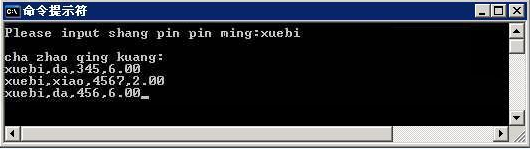 命令提示符
Please input shang pin pin ming:xuebi
cha zhao qing kuang:
xuebi,da,345,6.00
xuebi,xiao,4567,2.00
xuebi,da,456,6.00